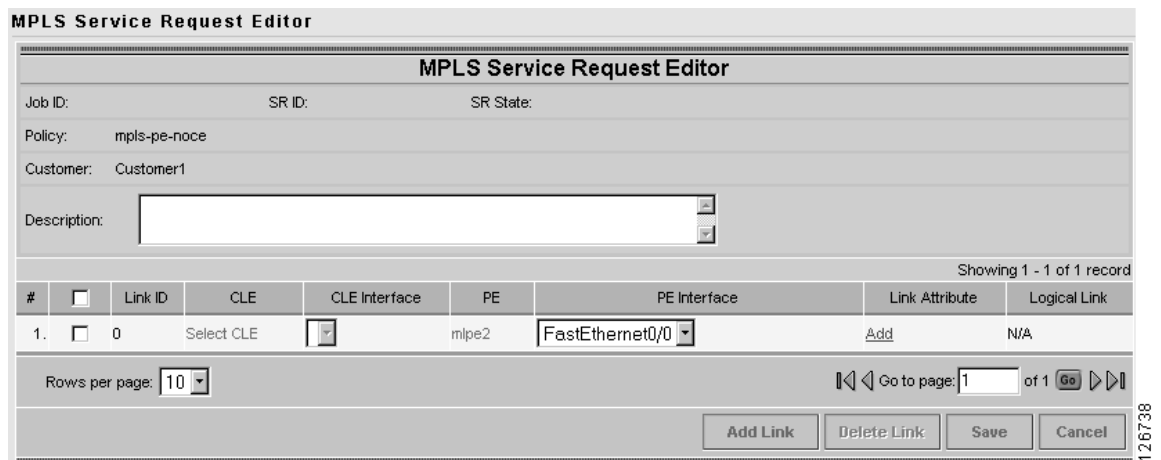 MPLS Service Request Editor
MPLS Service Request Editor
Job ID: SR ID: SR State:
Policy: mpls-pe-noce
Customer: Customer1
Description:
Showing 1 - 1 of 1 record
# Link ID CLE CLE Interface PE PE Interface Link Attribute Logical Link
1. 0 Select CLE mlpe2 FastEthernet0/0 Add N/A
Rows per page: 10 Go to page: 1 of 1 Go
Add Link Delete Link Save Cancel
126738